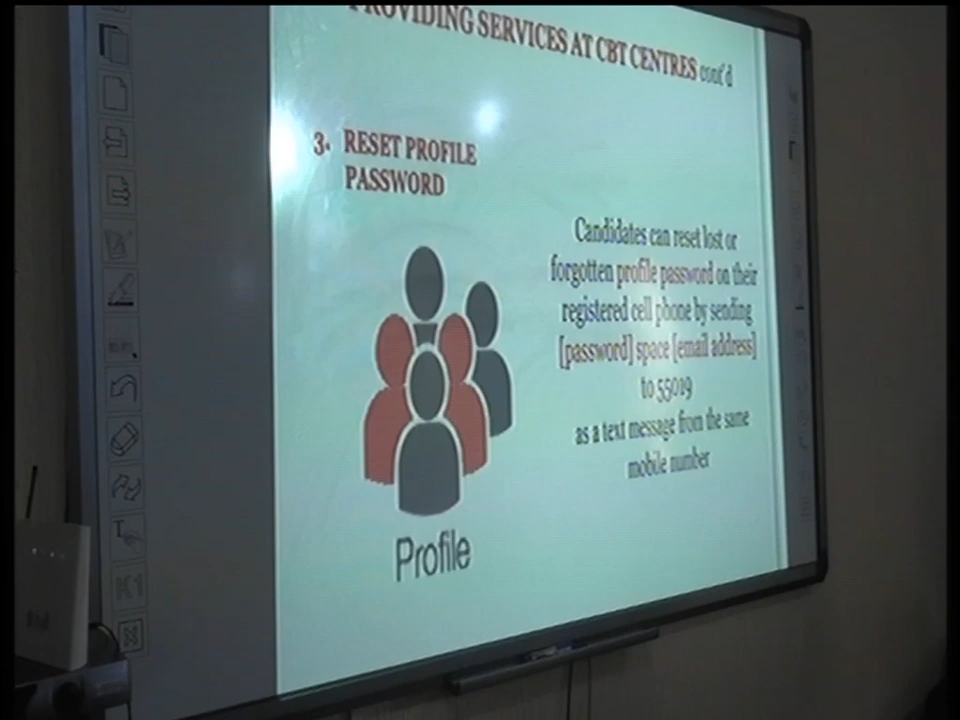 PROVIDING SERVICES AT CBT CENTRES cont'd
3. RESET PROFILE
PASSWORD
Candidates can reset lost or
forgotten profile password on their
registered cell phone by sending
[password] space [email address]
to 55019
as a text message from the same
mobile number
Profile
T
K1